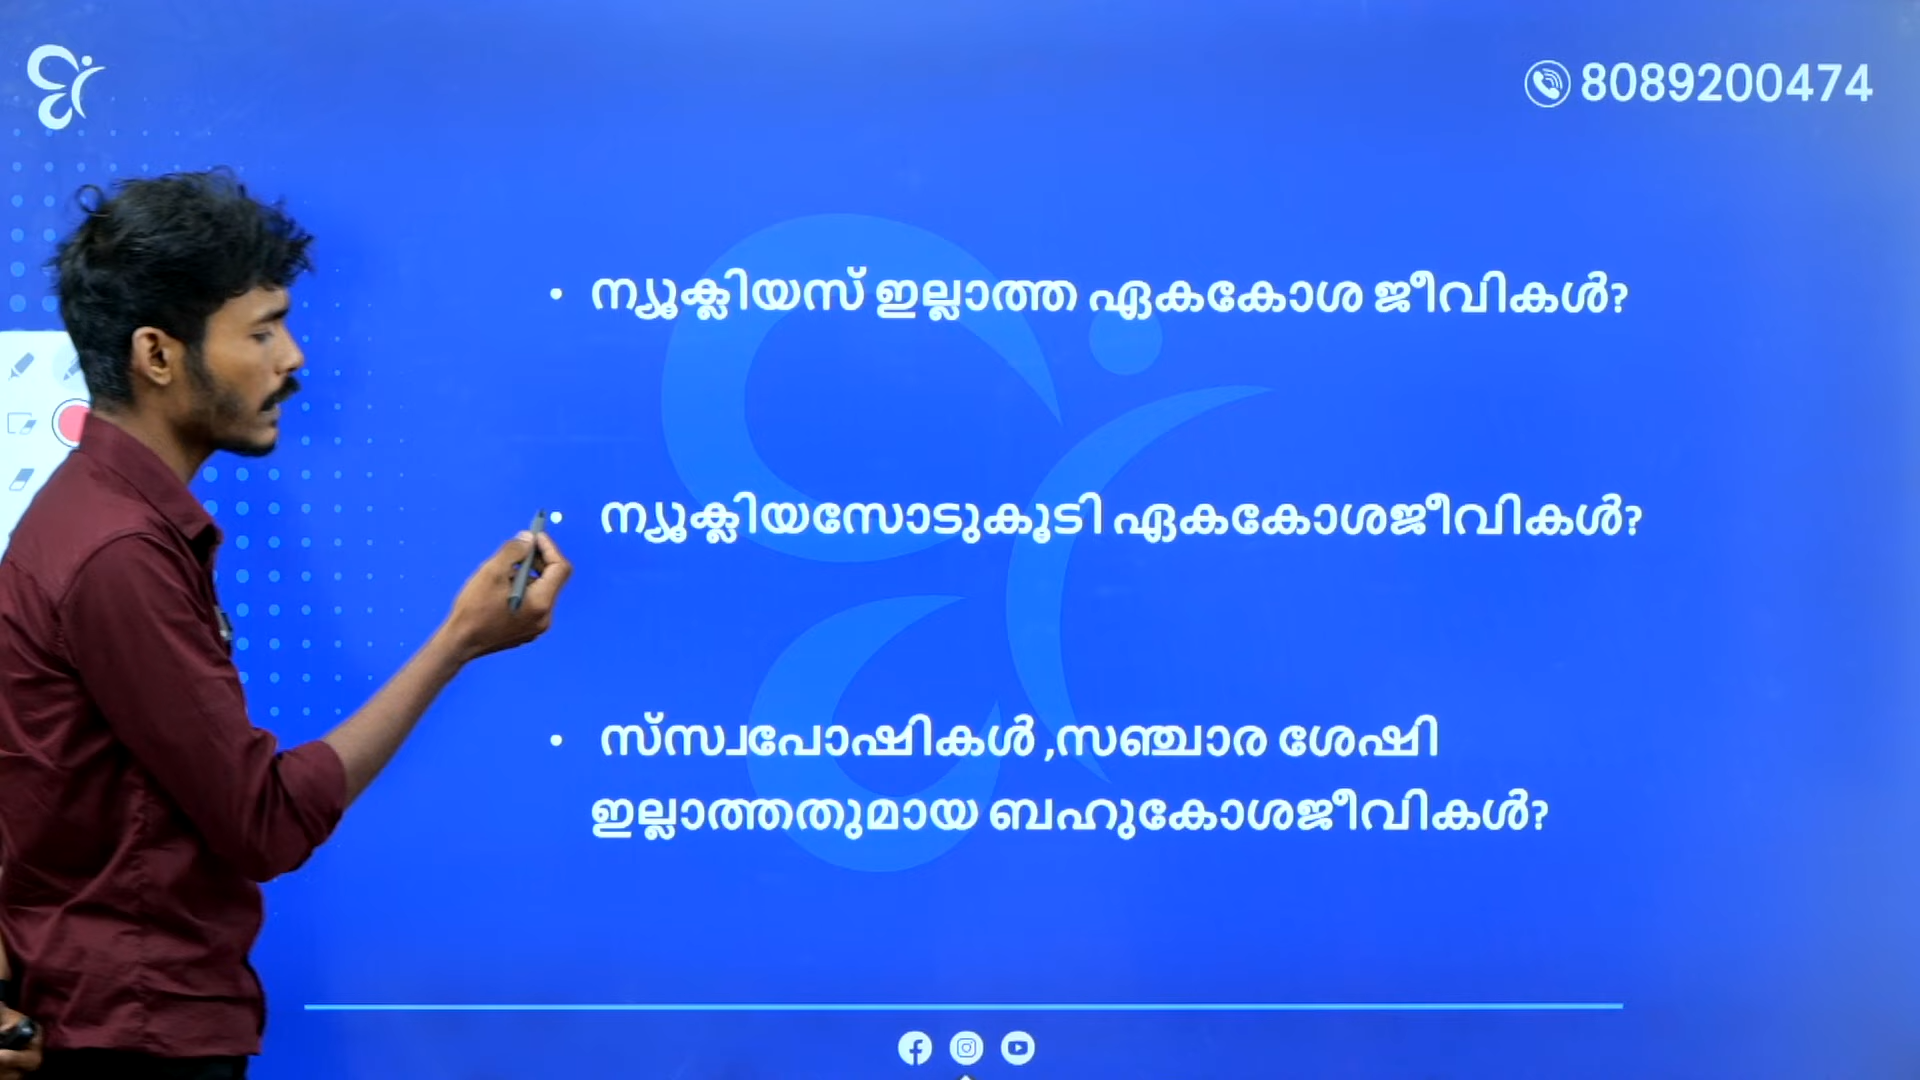 8089200474
• ന്യൂക്ലിയസ് ഇല്ലാത്ത ഏകകോശ ജീവികൾ?
• ന്യൂക്ലിയസോടുകൂടി ഏകകോശജീവികൾ?
• സ്സ്വപോഷികൾ ,സഞ്ചാര ശേഷി
ഇല്ലാത്തതുമായ ബഹുകോശജീവികൾ?